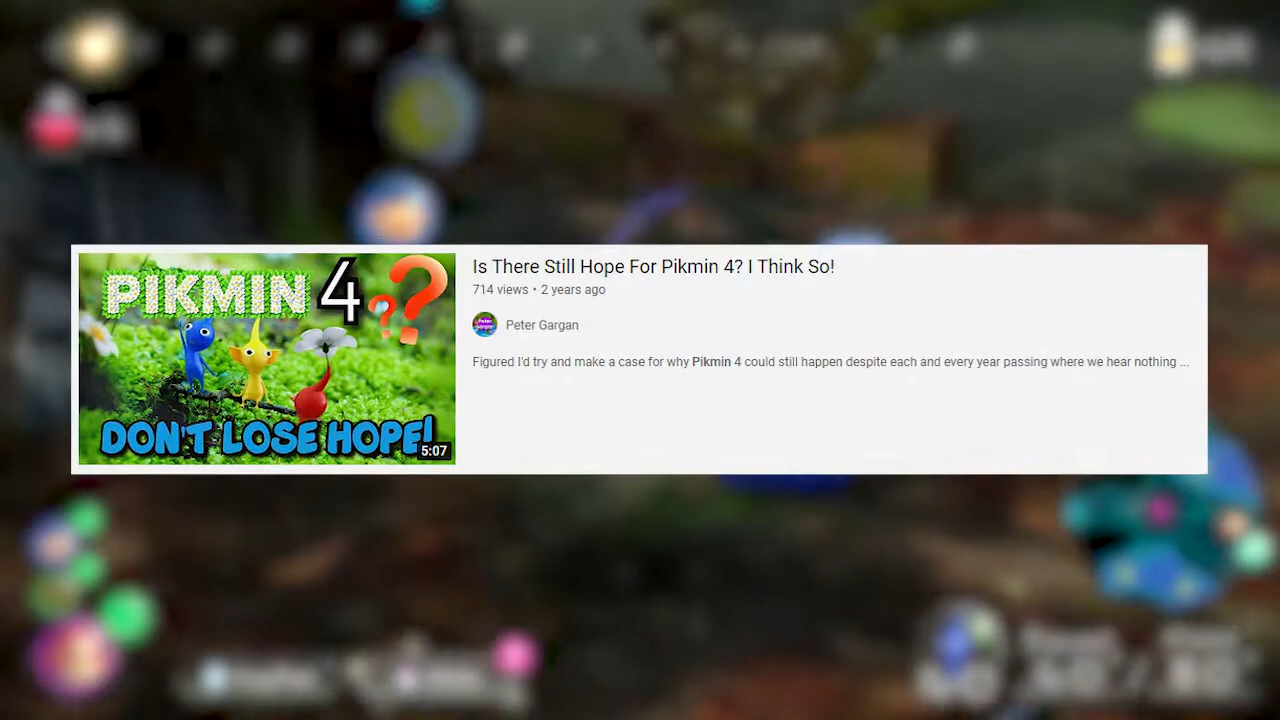 PIKMIN 4 ??
DON'T LOSE HOPE!
5:07
Is There Still Hope For Pikmin 4? I Think So!
714 views • 2 years ago
Peter Gargan
Figured I'd try and make a case for why Pikmin 4 could still happen despite each and every year passing where we hear nothing ...